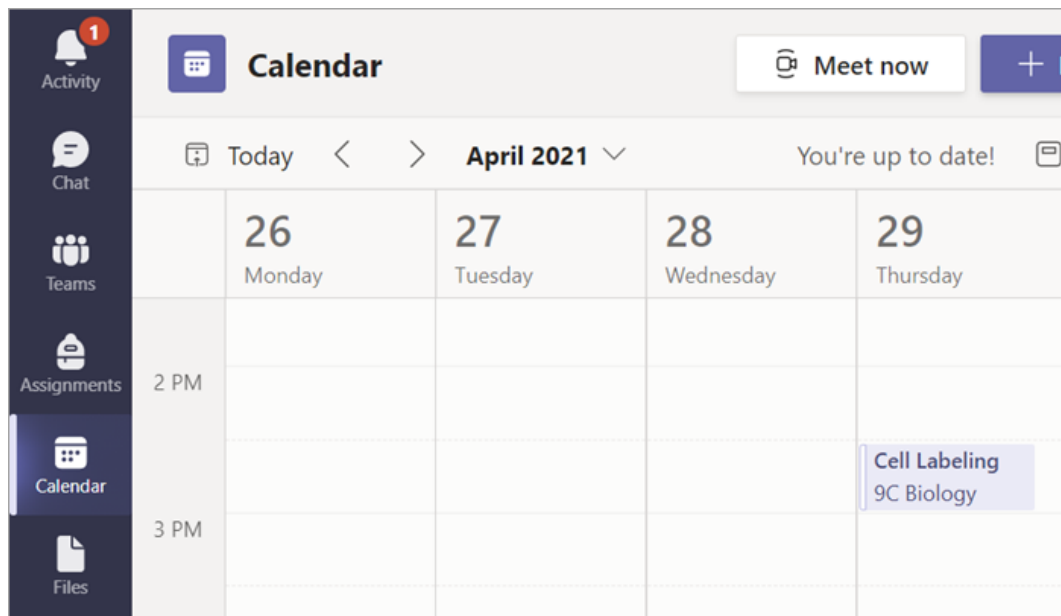 1
Activity
Chat
Teams
Assignments
Calendar
Files
Calendar
Meet now
+
Today
April 2021
You're up to date!
26
Monday
27
Tuesday
28
Wednesday
29
Thursday
2 PM
Cell Labeling
9C Biology
3 PM